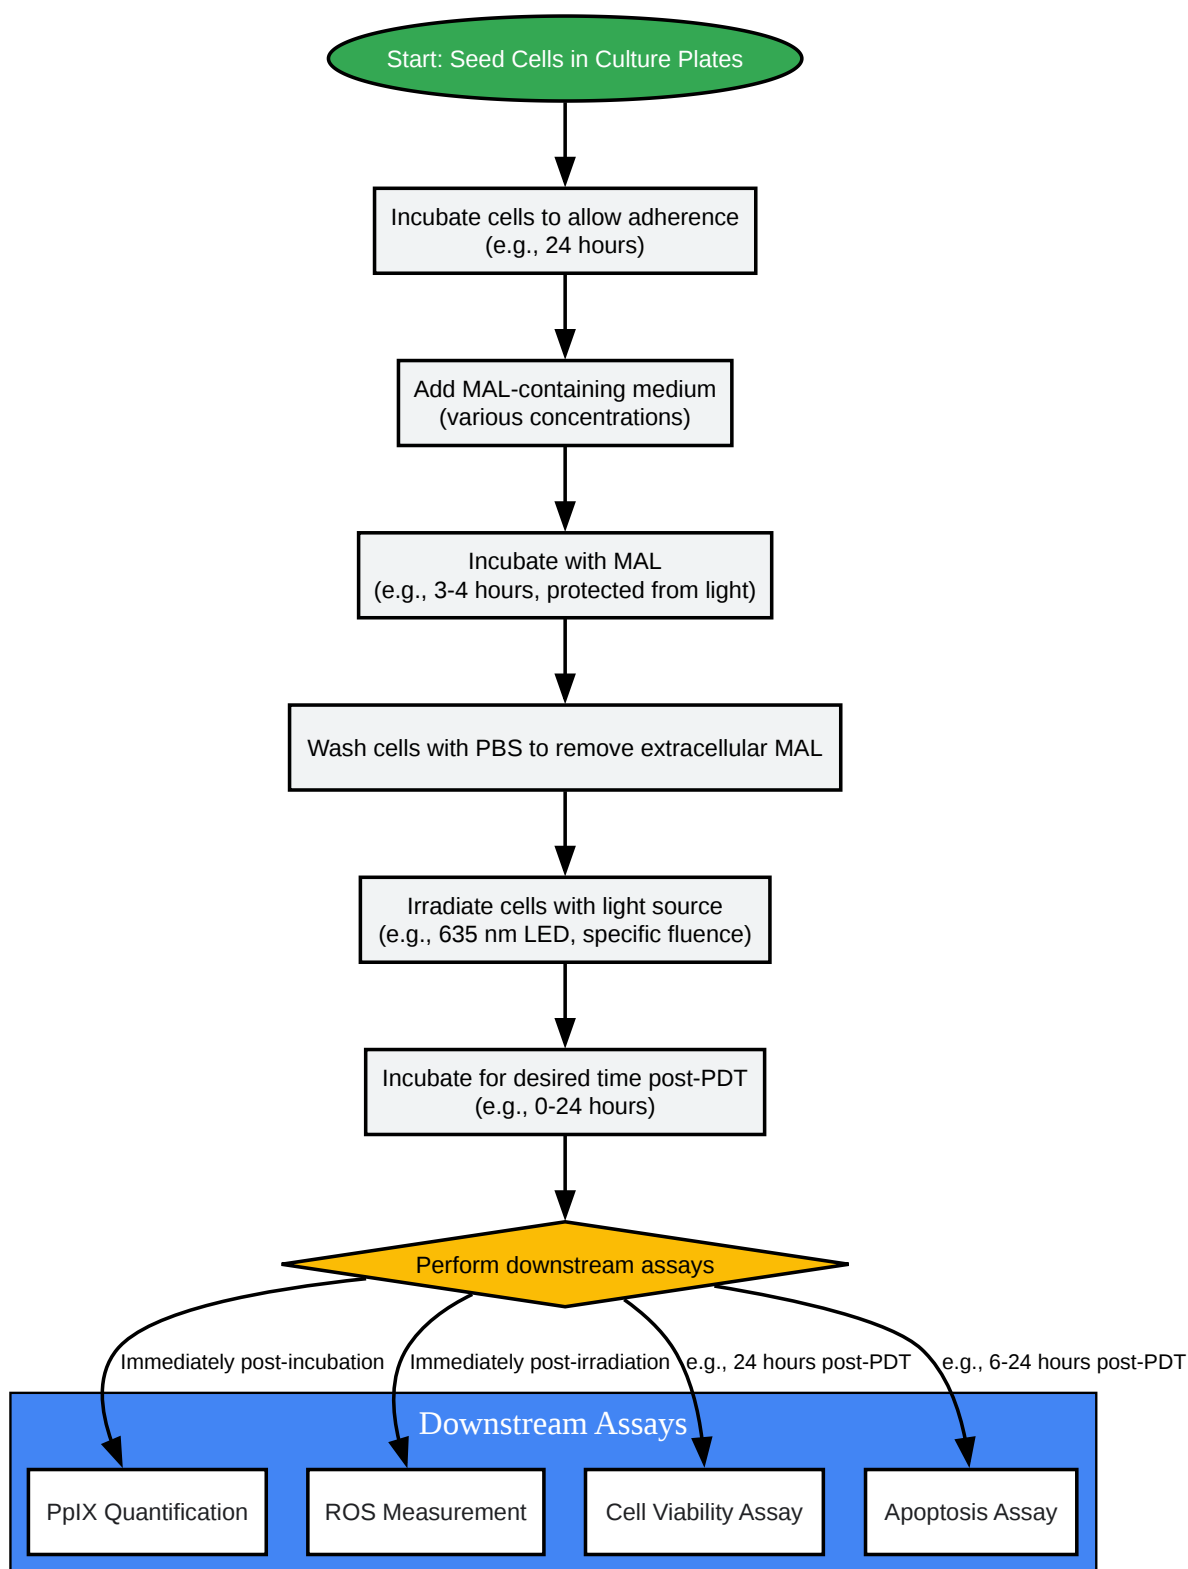 Start: Seed Cells in Culture Plates
Incubate cells to allow adherence
(e.g., 24 hours)
Add MAL-containing medium
(various concentrations)
Incubate with MAL
(e.g., 3-4 hours, protected from light)
Wash cells with PBS to remove extracellular MAL
Irradiate cells with light source
(e.g., 635 nm LED, specific fluence)
Incubate for desired time post-PDT
(e.g., 0-24 hours)
Perform downstream assays
Immediately post-incubation
Immediately post-irradiation
e.g., 24 hours post-PDT
e.g., 6-24 hours post-PDT
Downstream Assays
PpIX Quantification
ROS Measurement
Cell Viability Assay
Apoptosis Assay